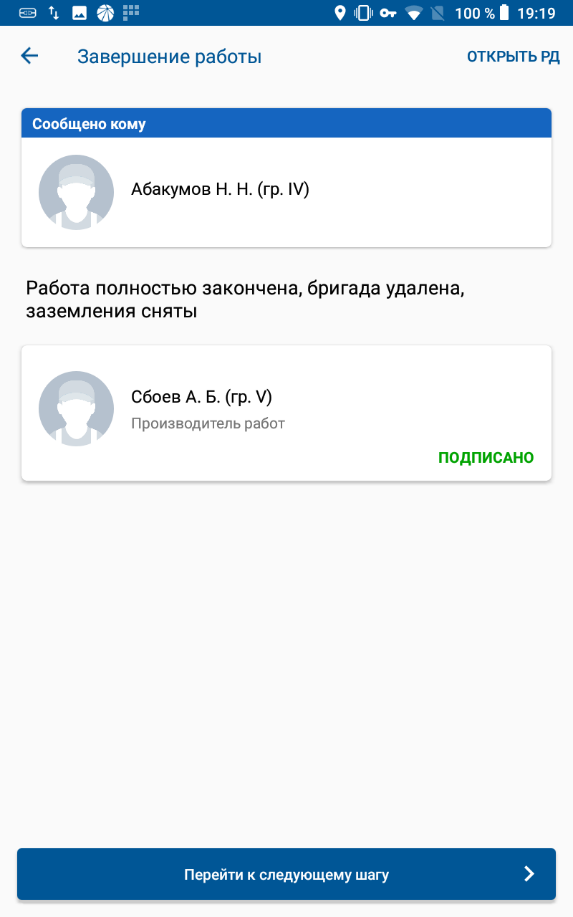 100 % 19:19
Завершение работы
ОТКРЫТЬ РД
Сообщено кому
Абакумов Н. Н. (гр. IV)
Работа полностью закончена, бригада удалена,
заземления сняты
Сбоев А. Б. (гр. V)
Производитель работ
ПОДПИСАНО
Перейти к следующему шагу